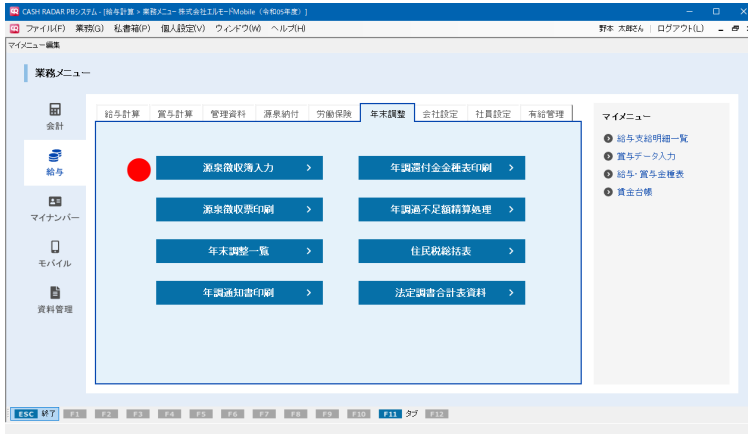 CASH RADAR PBシステム - [給与計算 > 業務メニュー 株式会社エルモードMobile（令和05年度）]
ファイル(F) 業務(G) 私書箱(P) 個人設定(V) ウィンドウ(W) ヘルプ(H) 野本 太郎さん ログアウト(L)
マイメニュー編集
業務メニュー
会計
給与
マイナンバー
モバイル
資料管理
給与計算 賞与計算 管理資料 源泉納付 労働保険 年末調整 会社設定 社員設定 有給管理
源泉徴収簿入力
年調還付金金種表印刷
源泉徴収票印刷
年調過不足額精算処理
年末調整一覧
住民税総括表
年調通知書印刷
法定調書合計表資料
マイメニュー
給与支給明細一覧
賞与データ入力
給与・賞与金種表
賃金台帳
ESC 終了 F1 F2 F3 F4 F5 F6 F7 F8 F9 F10 F11 タブ F12